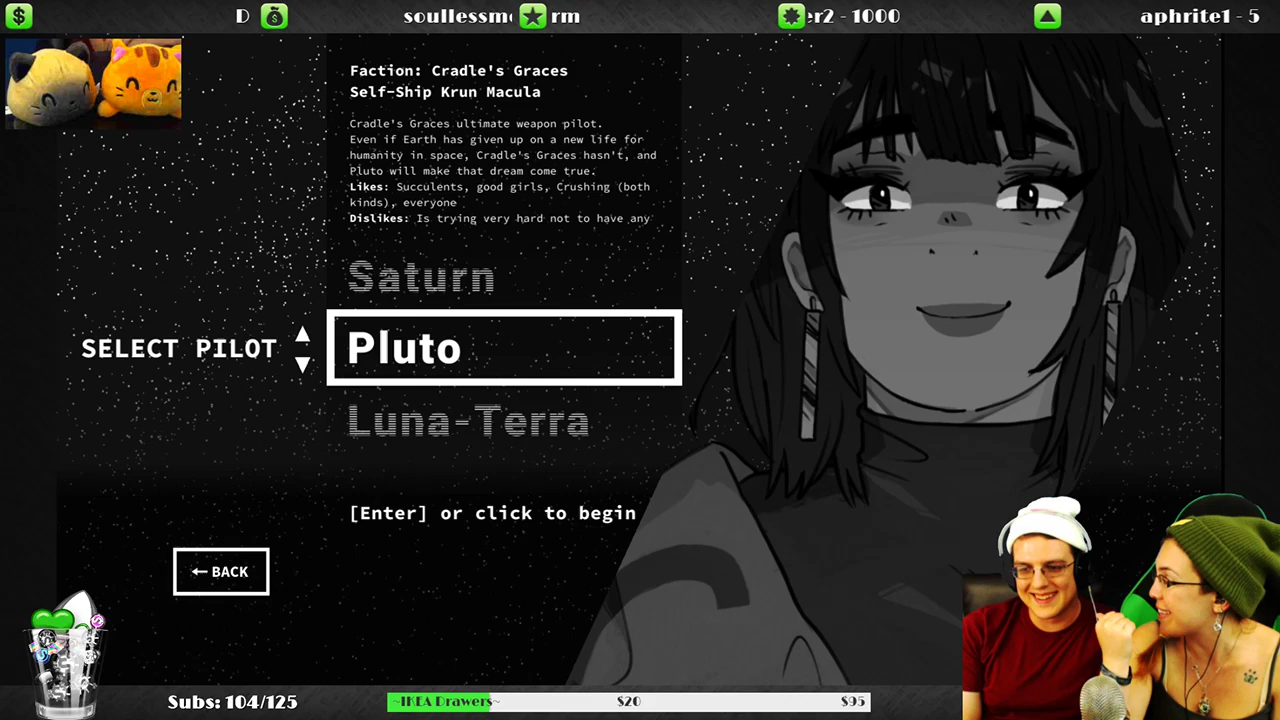 D
soullessm
rm
er2 - 1000
aphrite1 - 5
Faction: Cradle's Graces
Self-Ship Krun Macula
Cradle's Graces ultimate weapon pilot.
Even if Earth has given up on a new life for
humanity in space, Cradle's Graces hasn't, and
Pluto will make that dream come true.
Likes: Succulents, good girls, Crushing (both
kinds), everyone
Dislikes: Is trying very hard not to have any
Saturn
SELECT PILOT
Pluto
Luna-Terra
[Enter] or click to begin
← BACK
Subs: 104/125
~IKEA Drawers~
$20
$95